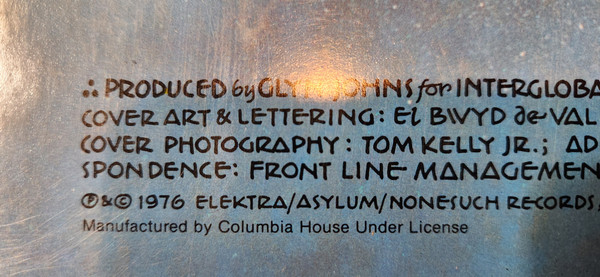 ∴ PRODUCED by GLYN JOHNS for INTERGLOBA
COVER ART & LETTERING: El BWYD de VAL
COVER PHOTOGRAPHY: TOM KELLY JR.; AD
SPONDENCE: FRONT LINE MANAGEMEN
℗&© 1976 ELEKTRA/ASYLUM/NONESUCH RECORDS,
Manufactured by Columbia House Under License